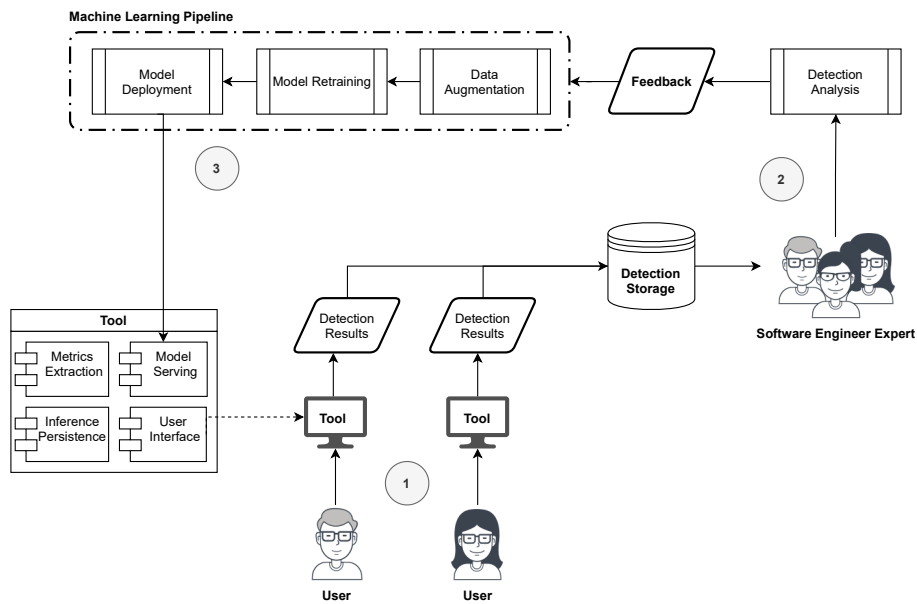 Machine Learning Pipeline
Model
Deployment
Model Retraining
Data
Augmentation
Feedback
Detection
Analysis
3
2
Detection
Storage
Software Engineer Expert
Detection
Results
Detection
Results
Tool
Metrics
Extraction
Model
Serving
Inference
Persistence
User
Interface
Tool
Tool
1
User
User